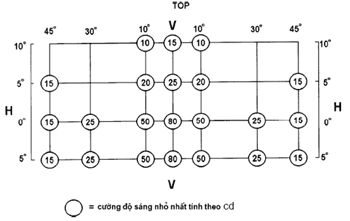 TOP
45° 30° 10° V 10° 30° 45°
10° 10 15 10 10°
5° 15 20 25 20 15 5°
H H
0° 15 25 50 80 50 25 15 0°
5° 15 25 50 80 50 25 15 5°
V
= cường độ sáng nhỏ nhất tính theo cd